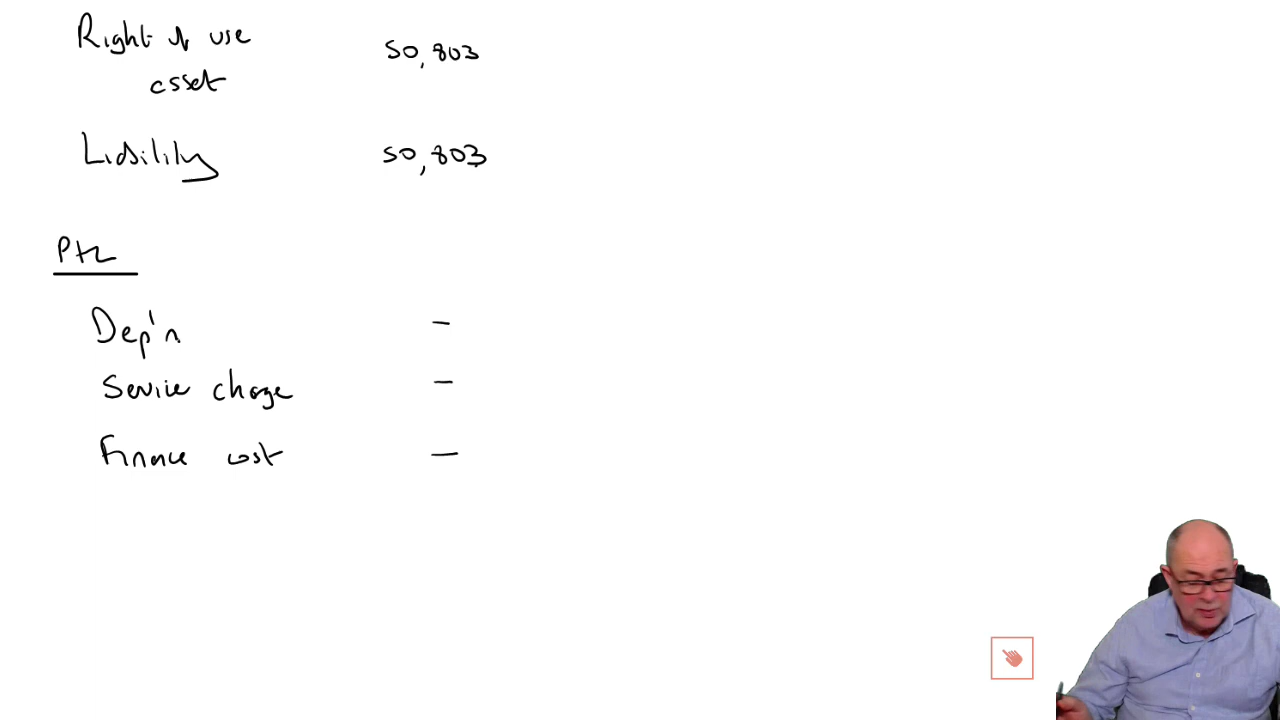 Right of use 50,803
asset
Liability 50,803
P+L
Dep'n –
Service charge –
Finance cost –